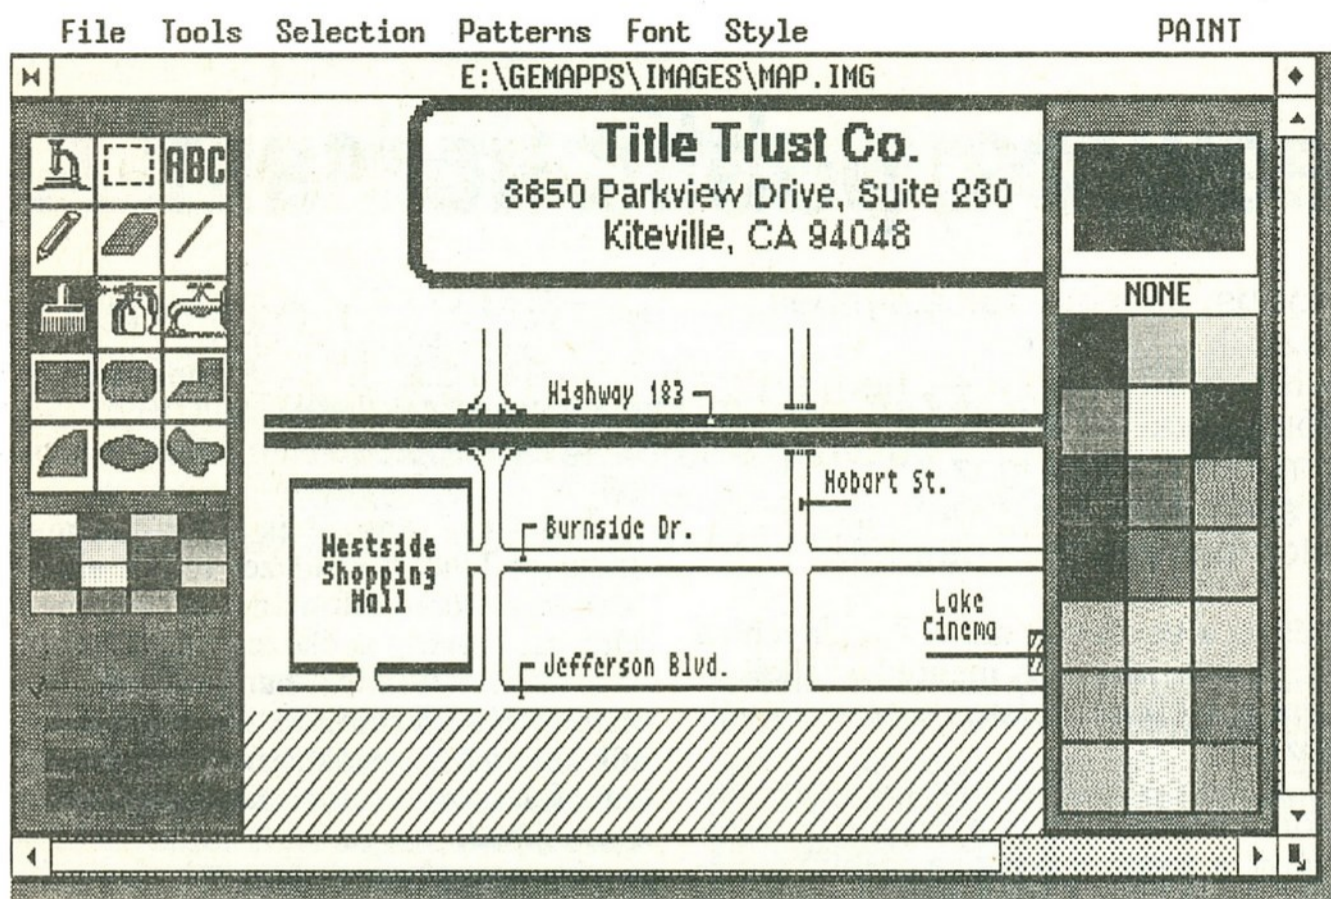 File Tools Selection Patterns Font Style PAINT
E:\GEMAPPS\IMAGES\MAP.IMG
ABC
Title Trust Co.
3650 Parkview Drive, Suite 230
Kiteville, CA 94048
NONE
Highway 183
Hobart St.
Burnside Dr.
Westside
Shopping
Mall
Lake
Cinema
Jefferson Blvd.